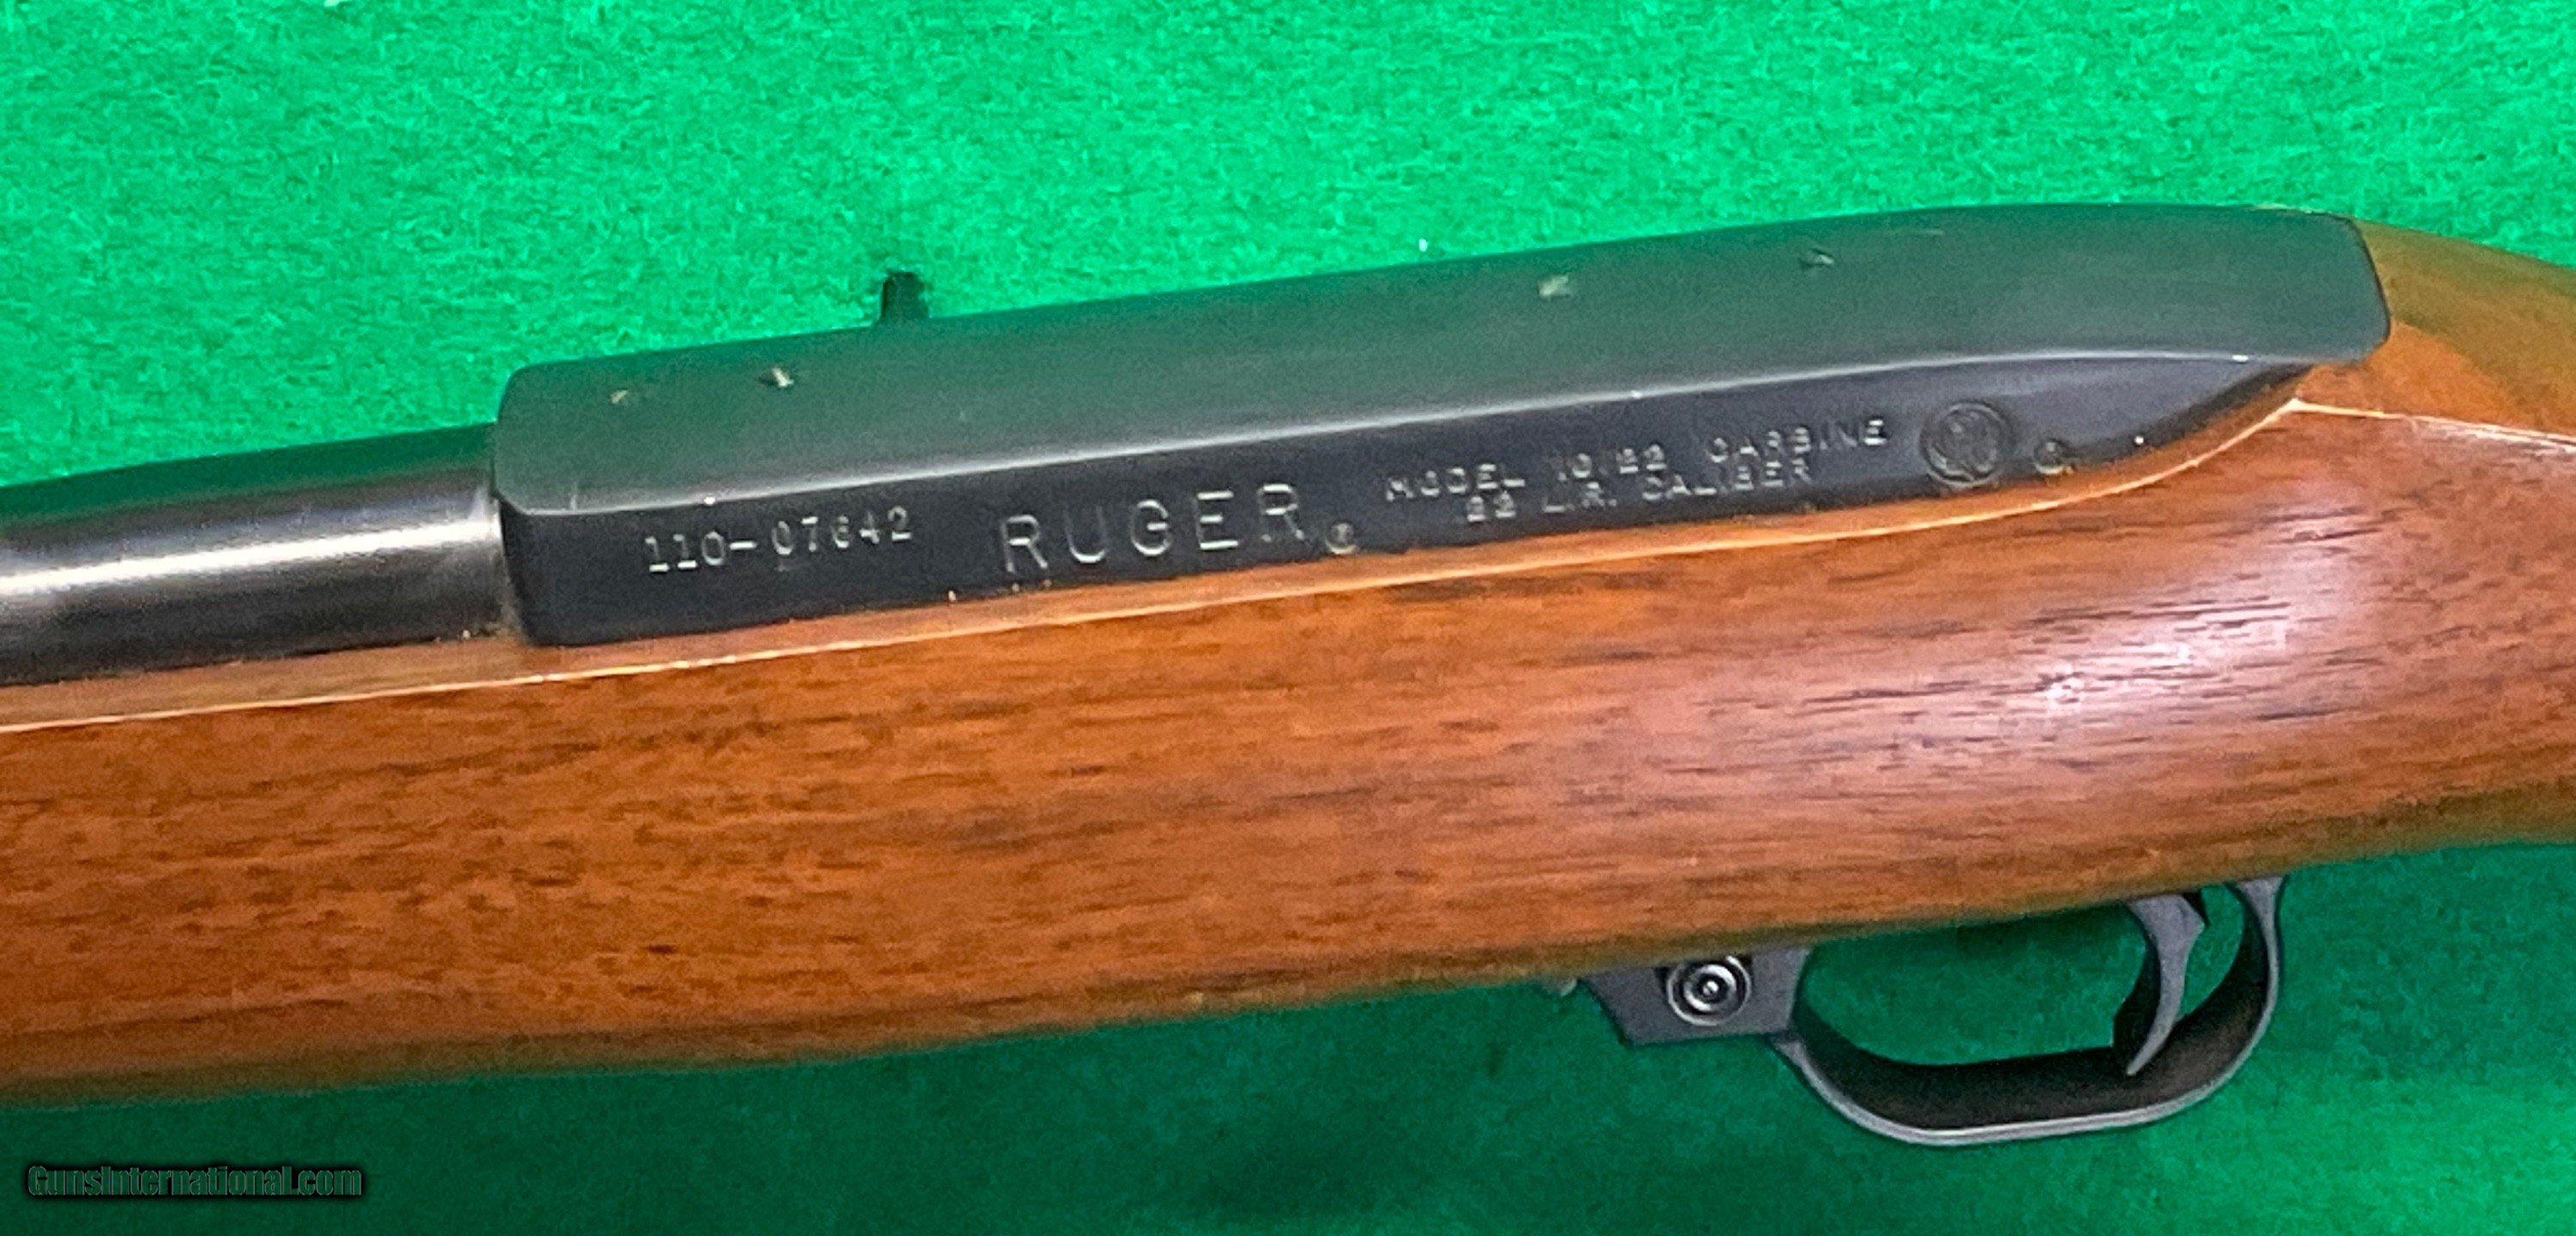 110-07642
RUGER®
MODEL 10/22 CARBINE
22 L.R. CALIBER
GunsInternational.com